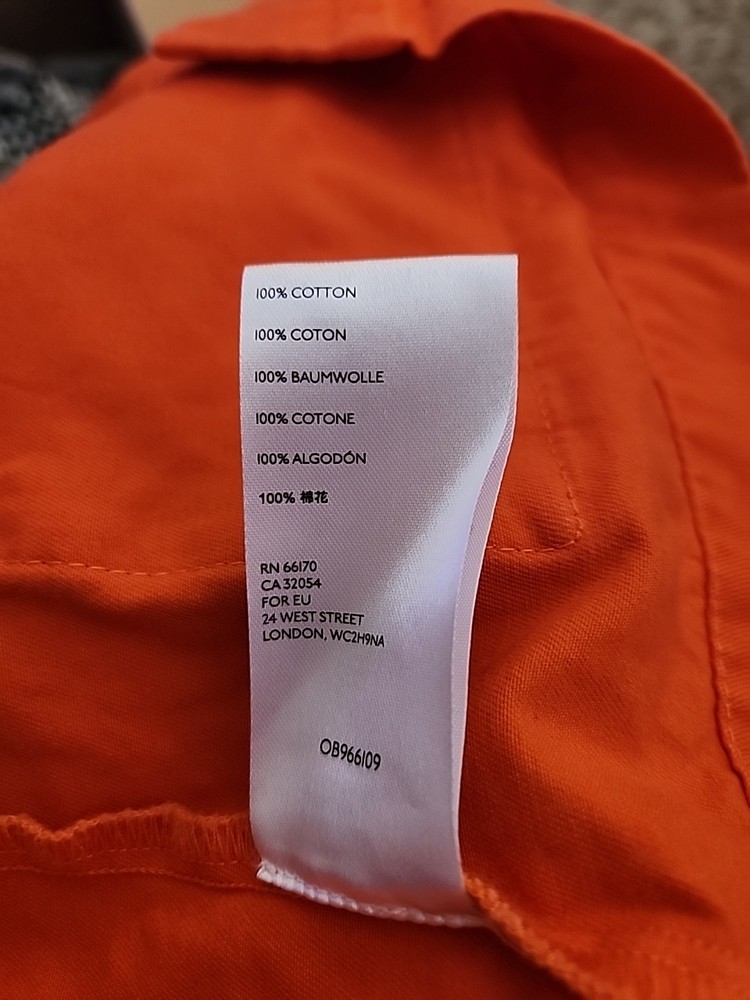 100% COTTON
100% COTON
100% BAUMWOLLE
100% COTONE
100% ALGODÓN
100% 棉花
RN 66170
CA 32054
FOR EU
24 WEST STREET
LONDON, WC2H9NA
OB966109